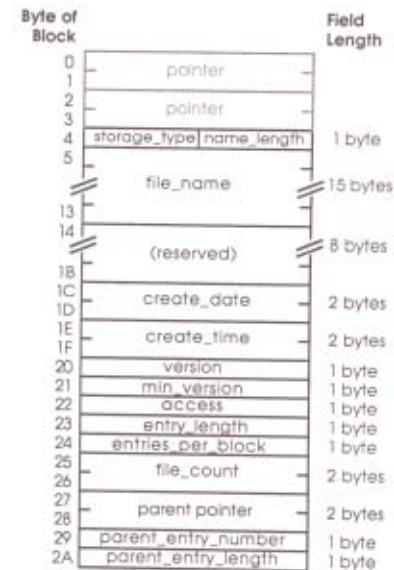 Byte of Field
Block Length
0
pointer
1
2
pointer
3
4 storage_type name_length 1 byte
5
file_name 15 bytes
13
14
(reserved) 8 bytes
1B
1C
create_date 2 bytes
1D
1E
create_time 2 bytes
1F
20 version 1 byte
21 min_version 1 byte
22 access 1 byte
23 entry_length 1 byte
24 entries_per_block 1 byte
25
file_count 2 bytes
26
27
parent pointer 2 bytes
28
29 parent_entry_number 1 byte
2A parent_entry_length 1 byte